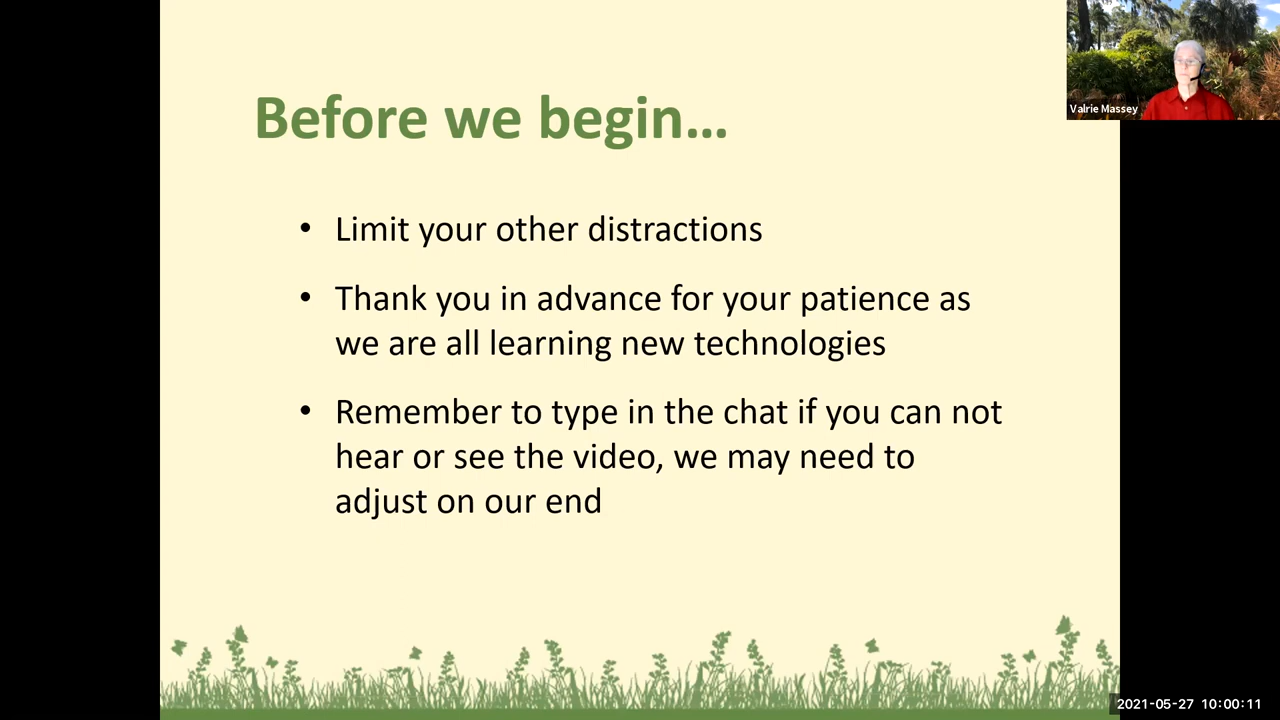 Before we begin...
• Limit your other distractions
• Thank you in advance for your patience as
we are all learning new technologies
• Remember to type in the chat if you can not
hear or see the video, we may need to
adjust on our end
Valrie Massey
2021-05-27 10:00:11